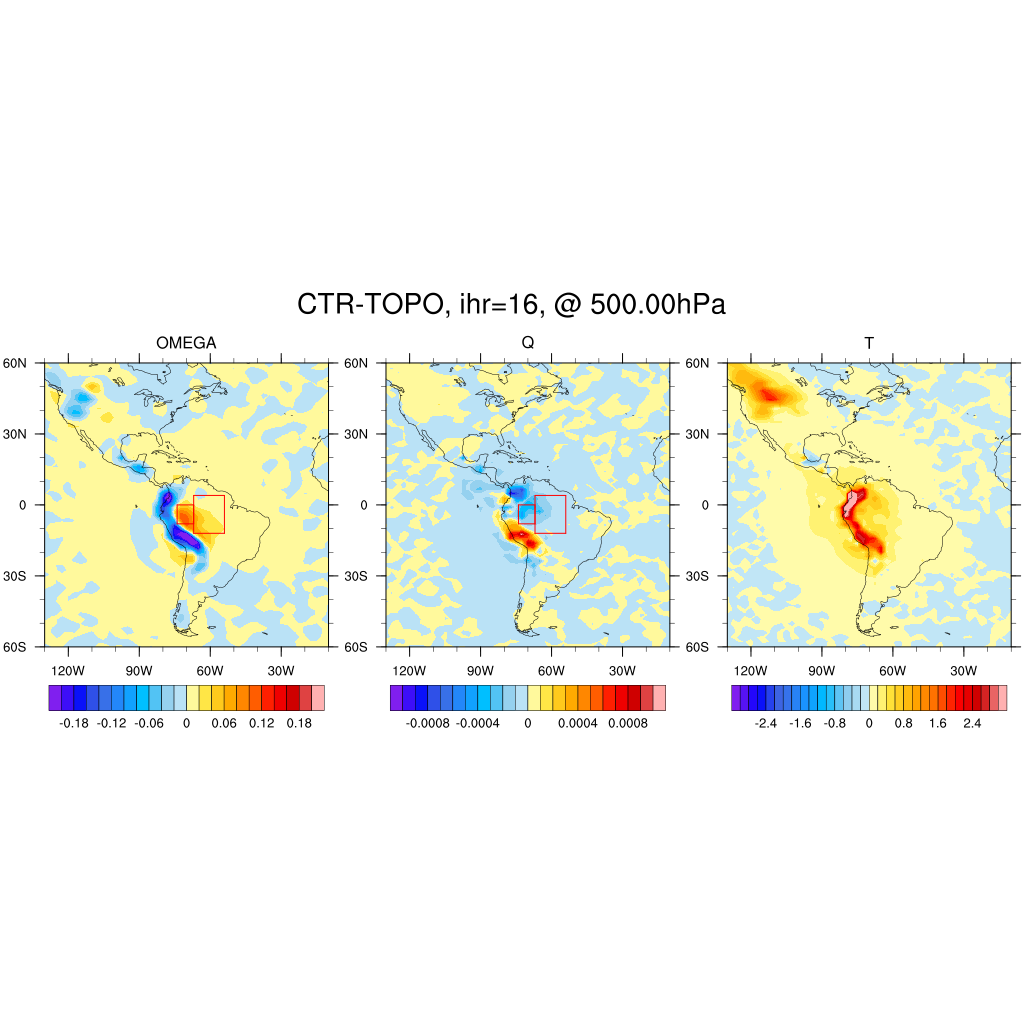 CTR-TOPO, ihr=16, @ 500.00hPa
OMEGA
60N
30N
0
30S
60S
120W 90W 60W 30W
-0.18 -0.12 -0.06 0 0.06 0.12 0.18
Q
60N
30N
0
30S
60S
120W 90W 60W 30W
-0.0008 -0.0004 0 0.0004 0.0008
T
60N
30N
0
30S
60S
120W 90W 60W 30W
-2.4 -1.6 -0.8 0 0.8 1.6 2.4